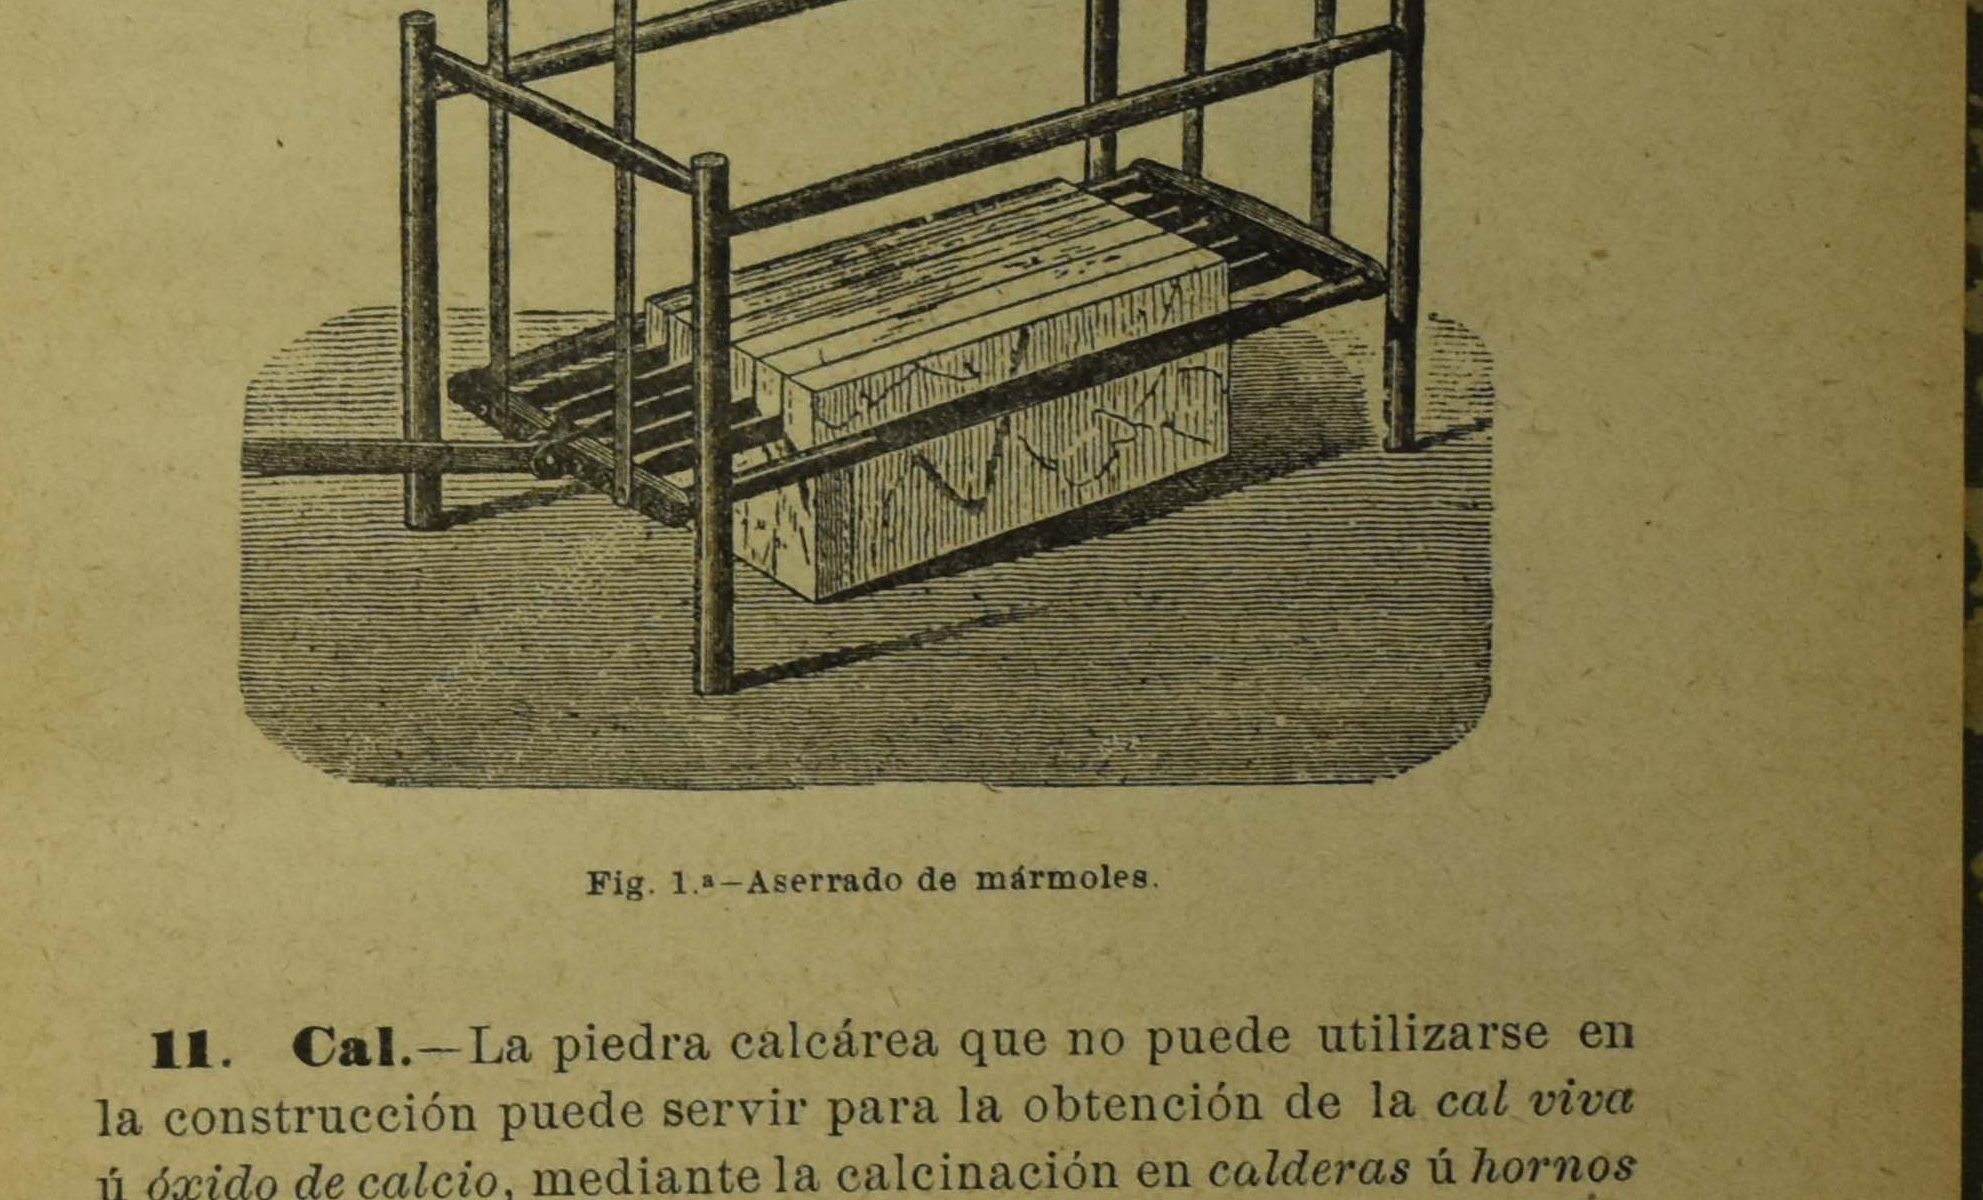 Fig. 1.ª—Aserrado de mármoles.
11. Cal.—La piedra calcárea que no puede utilizarse en
la construcción puede servir para la obtención de la cal viva
ú óxido de calcio, mediante la calcinación en calderas ú hornos